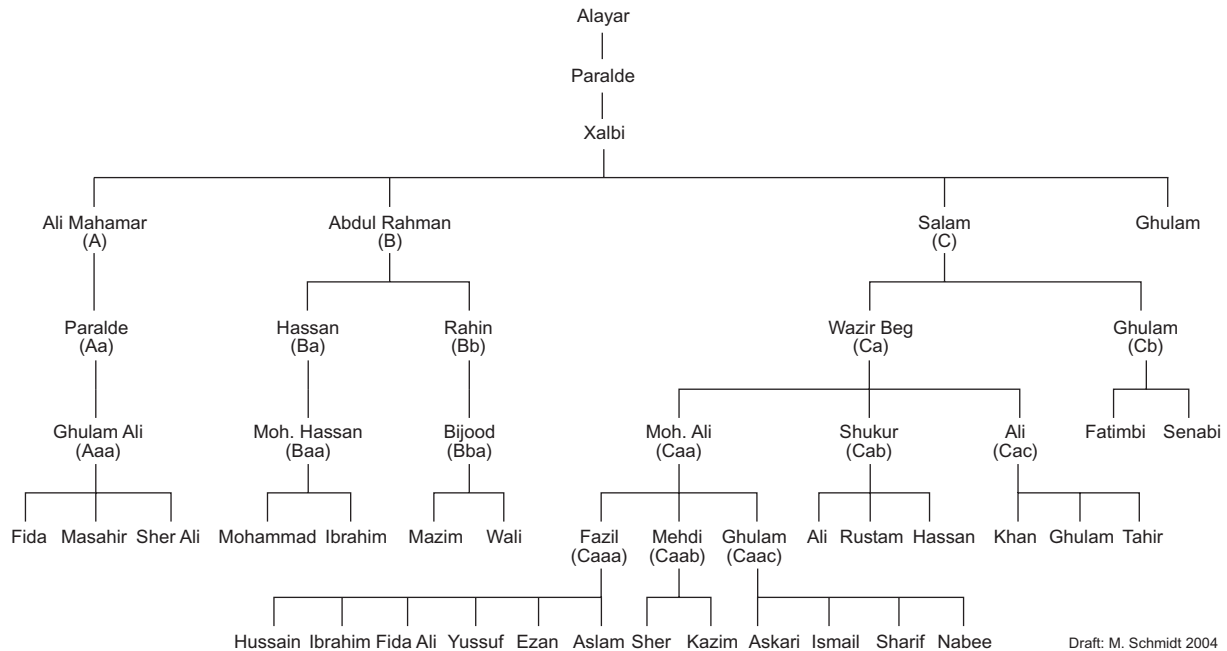 Alayar
Paralde
Xalbi
Ali Mahamar Abdul Rahman Salam Ghulam
(A) (B) (C)
Paralde Hassan Rahin Wazir Beg Ghulam
(Aa) (Ba) (Bb) (Ca) (Cb)
Ghulam Ali Moh. Hassan Bijood Moh. Ali Shukur Ali Fatimbi Senabi
(Aaa) (Baa) (Bba) (Caa) (Cab) (Cac)
Fida Masahir Sher Ali Mohammad Ibrahim Mazim Wali Fazil Mehdi Ghulam Ali Rustam Hassan Khan Ghulam Tahir
(Caaa) (Caab) (Caac)
Hussain Ibrahim Fida Ali Yussuf Ezan Aslam Sher Kazim Askari Ismail Sharif Nabee Draft: M. Schmidt 2004